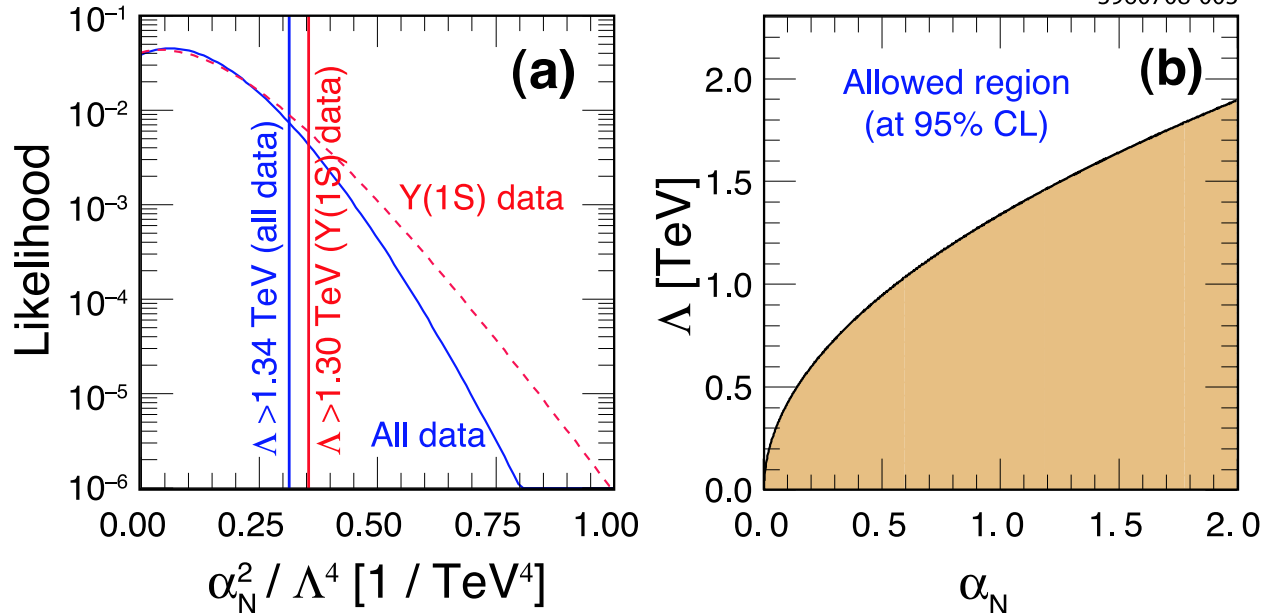 (a)
10⁻¹
10⁻²
10⁻³
10⁻⁴
10⁻⁵
10⁻⁶
Likelihood
Λ >1.34 TeV (all data)
Λ >1.30 TeV (Υ(1S) data)
Υ(1S) data
All data
0.00 0.25 0.50 0.75 1.00
α²_N / Λ⁴ [1 / TeV⁴]
(b)
Allowed region
(at 95% CL)
2.0
1.5
1.0
0.5
0.0
Λ [TeV]
0.0 0.5 1.0 1.5 2.0
α_N